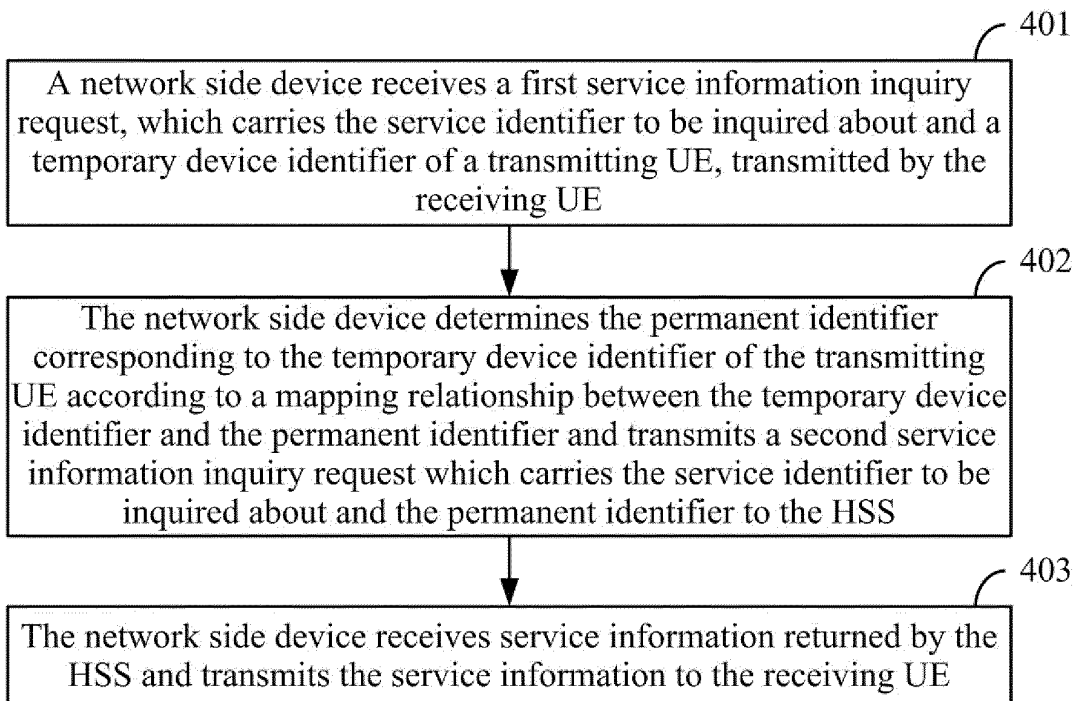 401
A network side device receives a first service information inquiry
request, which carries the service identifier to be inquired about and a
temporary device identifier of a transmitting UE, transmitted by the
receiving UE
402
The network side device determines the permanent identifier
corresponding to the temporary device identifier of the transmitting
UE according to a mapping relationship between the temporary device
identifier and the permanent identifier and transmits a second service
information inquiry request which carries the service identifier to be
inquired about and the permanent identifier to the HSS
403
The network side device receives service information returned by the
HSS and transmits the service information to the receiving UE